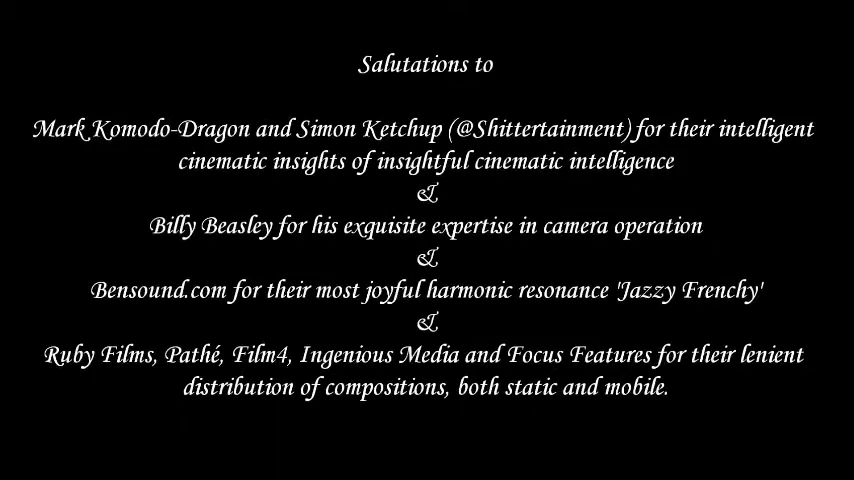 Salutations to
Mark Komodo-Dragon and Simon Ketchup (@Shittertainment) for their intelligent
cinematic insights of insightful cinematic intelligence
&
Billy Beasley for his exquisite expertise in camera operation
&
Bensound.com for their most joyful harmonic resonance 'Jazzy Frenchy'
&
Ruby Films, Pathé, Film4, Ingenious Media and Focus Features for their lenient
distribution of compositions, both static and mobile.